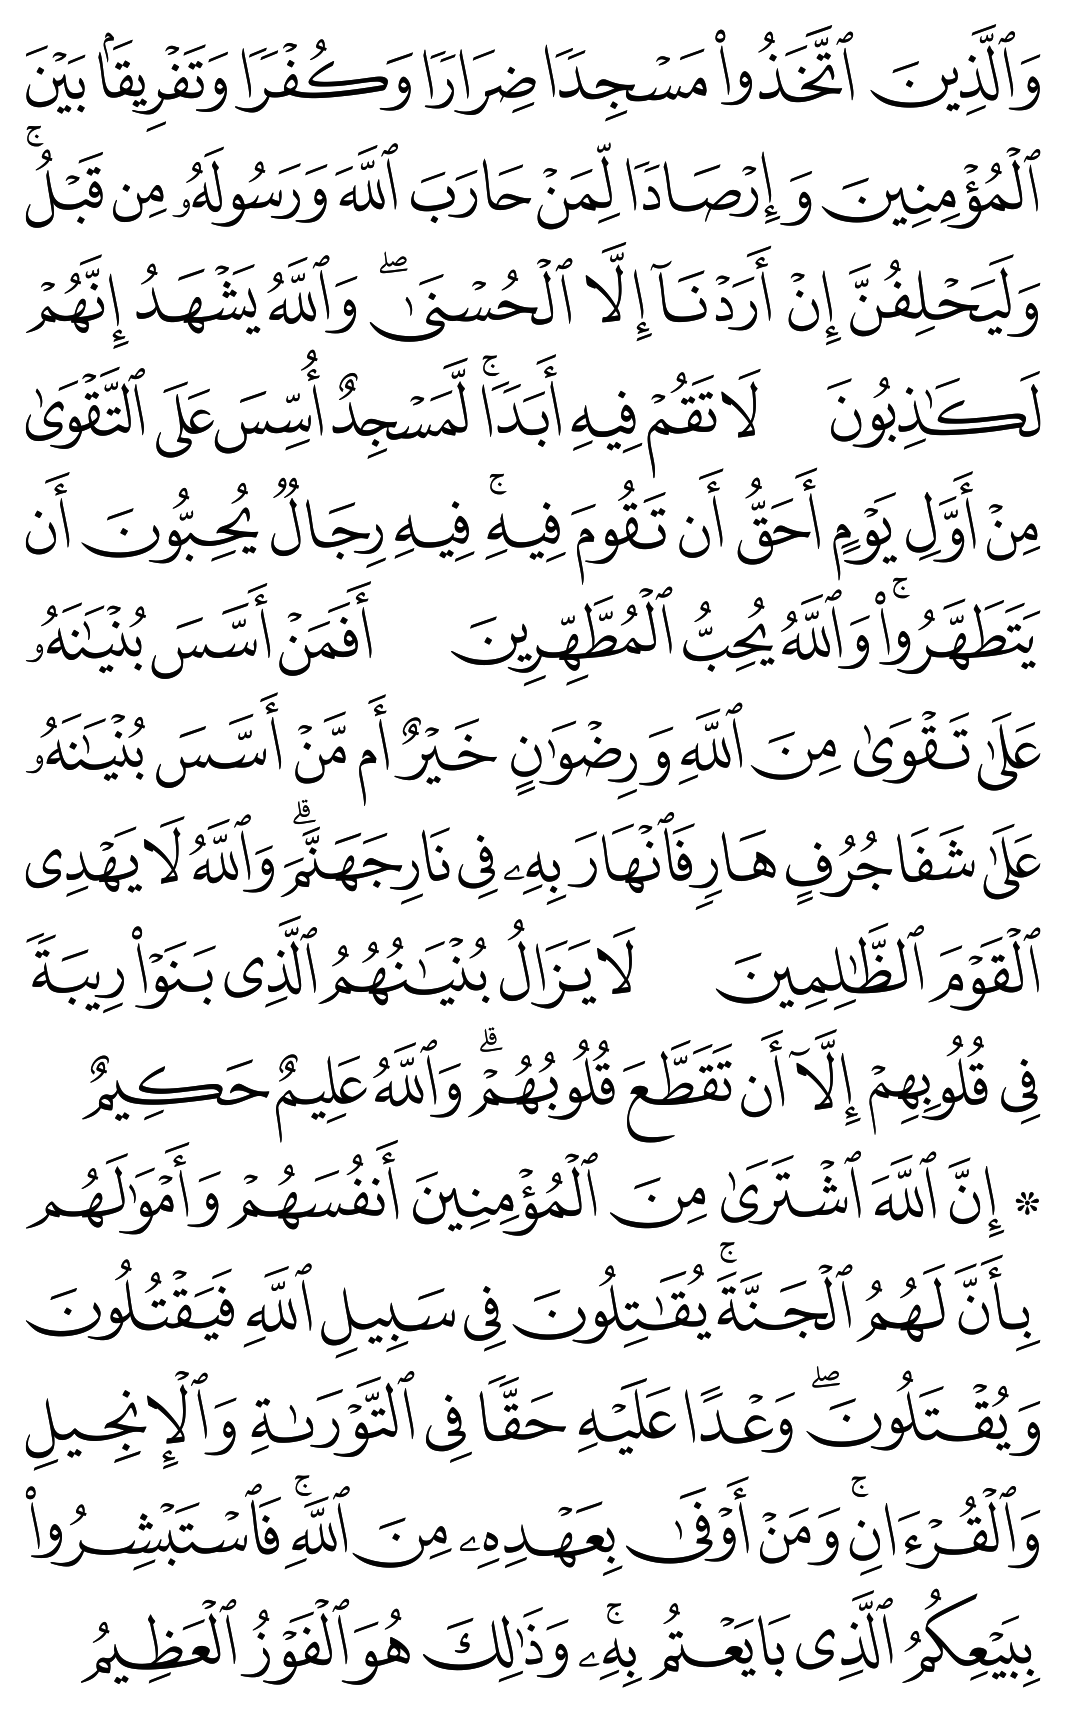 وَٱلَّذِينَ ٱتَّخَذُوا۟ مَسْجِدًا ضِرَارًا وَكُفْرًا وَتَفْرِيقًۢا بَيْنَ
ٱلْمُؤْمِنِينَ وَإِرْصَادًا لِّمَنْ حَارَبَ ٱللَّهَ وَرَسُولَهُۥ مِن قَبْلُ ۚ
وَلَيَحْلِفُنَّ إِنْ أَرَدْنَآ إِلَّا ٱلْحُسْنَىٰ ۖ وَٱللَّهُ يَشْهَدُ إِنَّهُمْ
لَكَـٰذِبُونَ لَا تَقُمْ فِيهِ أَبَدًا ۚ لَّمَسْجِدٌ أُسِّسَ عَلَى ٱلتَّقْوَىٰ
مِنْ أَوَّلِ يَوْمٍ أَحَقُّ أَن تَقُومَ فِيهِ ۚ فِيهِ رِجَالٌ يُحِبُّونَ أَن
يَتَطَهَّرُوا۟ ۚ وَٱللَّهُ يُحِبُّ ٱلْمُطَّهِّرِينَ أَفَمَنْ أَسَّسَ بُنْيَـٰنَهُۥ
عَلَىٰ تَقْوَىٰ مِنَ ٱللَّهِ وَرِضْوَٰنٍ خَيْرٌ أَم مَّنْ أَسَّسَ بُنْيَـٰنَهُۥ
عَلَىٰ شَفَا جُرُفٍ هَارٍ فَٱنْهَارَ بِهِۦ فِى نَارِ جَهَنَّمَ ۗ وَٱللَّهُ لَا يَهْدِى
ٱلْقَوْمَ ٱلظَّـٰلِمِينَ لَا يَزَالُ بُنْيَـٰنُهُمُ ٱلَّذِى بَنَوْا۟ رِيبَةً
فِى قُلُوبِهِمْ إِلَّآ أَن تَقَطَّعَ قُلُوبُهُمْ ۗ وَٱللَّهُ عَلِيمٌ حَكِيمٌ
* إِنَّ ٱللَّهَ ٱشْتَرَىٰ مِنَ ٱلْمُؤْمِنِينَ أَنفُسَهُمْ وَأَمْوَٰلَهُم
بِأَنَّ لَهُمُ ٱلْجَنَّةَ ۚ يُقَـٰتِلُونَ فِى سَبِيلِ ٱللَّهِ فَيَقْتُلُونَ
وَيُقْتَلُونَ ۖ وَعْدًا عَلَيْهِ حَقًّا فِى ٱلتَّوْرَىٰةِ وَٱلْإِنجِيلِ
وَٱلْقُرْءَانِ ۚ وَمَنْ أَوْفَىٰ بِعَهْدِهِۦ مِنَ ٱللَّهِ ۚ فَٱسْتَبْشِرُوا۟
بِبَيْعِكُمُ ٱلَّذِى بَايَعْتُم بِهِۦ ۚ وَذَٰلِكَ هُوَ ٱلْفَوْزُ ٱلْعَظِيمُ